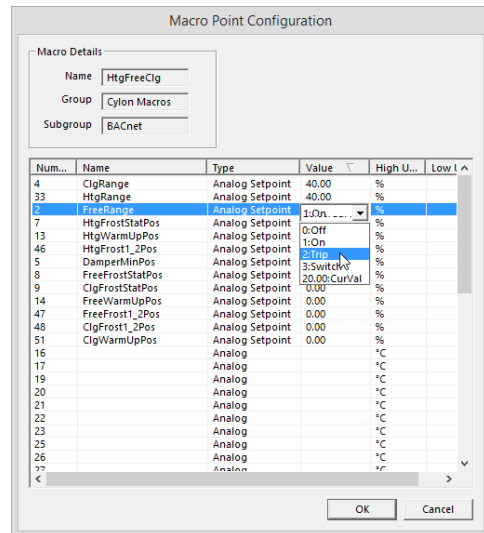 Macro Point Configuration
Macro Details
Name HtgFreeClg
Group Cylon Macros
Subgroup BACnet
Num... Name Type Value High U... Low
4 ClgRange Analog Setpoint 40.00 %
33 HtgRange Analog Setpoint 40.00 %
2 FreeRange Analog Setpoint 1:On. %
7 HtgFrostStatPos Analog Setpoint %
13 HtgWarmUpPos Analog Setpoint %
46 HtgFrost1_2Pos Analog Setpoint %
5 DamperMinPos Analog Setpoint %
8 FreeFrostStatPos Analog Setpoint %
0:Off
1:On
2:Trip
3:Switch
20.00:CurVal
9 ClgFrostStatPos Analog Setpoint 0.00 %
14 FreeWarmUpPos Analog Setpoint 0.00 %
47 FreeFrost1_2Pos Analog Setpoint 0.00 %
48 ClgFrost1_2Pos Analog Setpoint 0.00 %
51 ClgWarmUpPos Analog Setpoint 0.00 %
16 Analog °C
17 Analog °C
19 Analog °C
20 Analog °C
21 Analog °C
22 Analog °C
23 Analog °C
25 Analog °C
26 Analog °C
27 Analog °C
OK Cancel